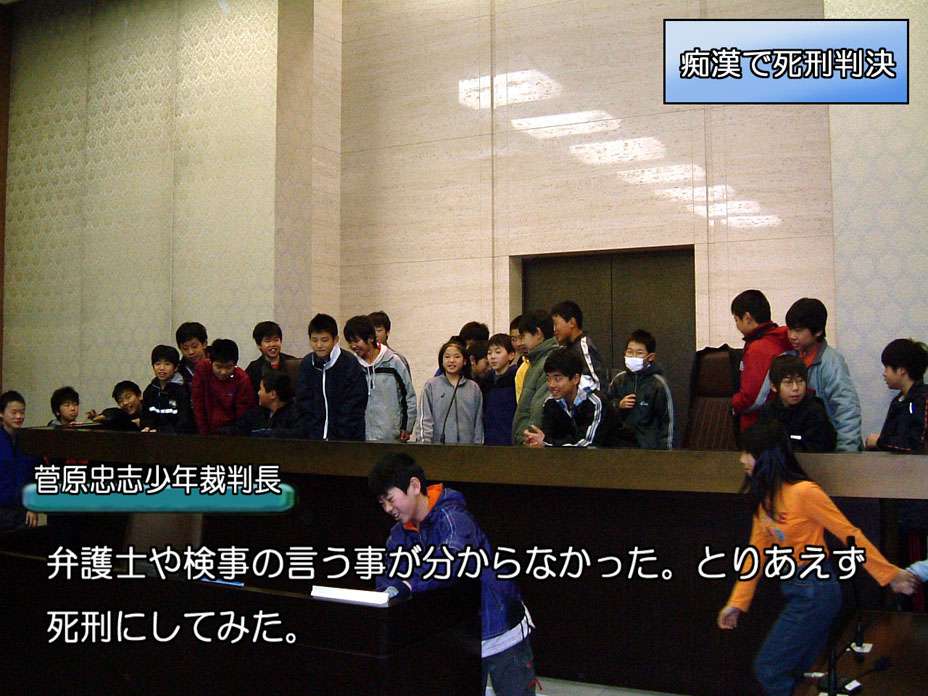 痴漢で死刑判決
菅原忠志少年裁判長
弁護士や検事の言う事が分からなかった。とりあえず
死刑にしてみた。